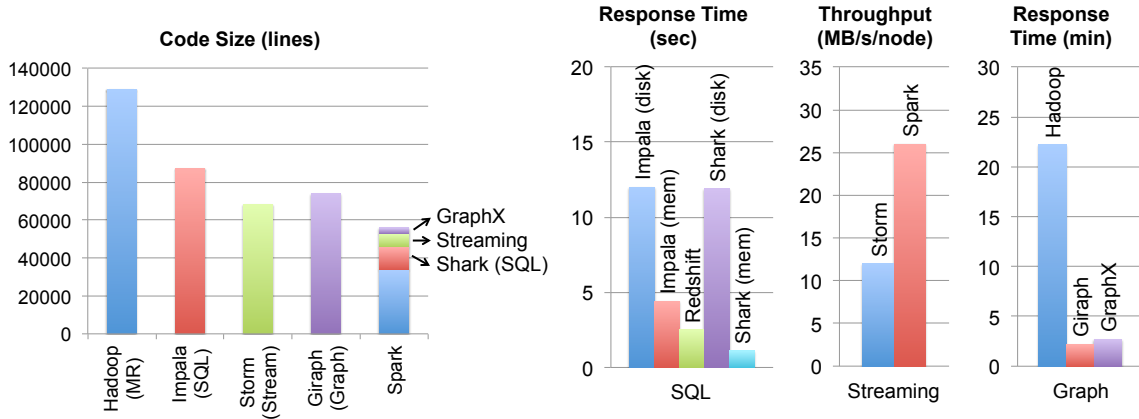 Code Size (lines)
140000
120000
100000
80000
60000
40000
20000
0
Hadoop
(MR)
Impala
(SQL)
Storm
(Stream)
Giraph
(Graph)
Spark
GraphX
Streaming
Shark (SQL)
Response Time
(sec)
20
15
10
5
0
Impala (disk)
Impala (mem)
Redshift
Shark (disk)
Shark (mem)
SQL
Throughput
(MB/s/node)
35
30
25
20
15
10
5
0
Storm
Spark
Streaming
Response
Time (min)
30
25
20
15
10
5
0
Hadoop
Giraph
GraphX
Graph